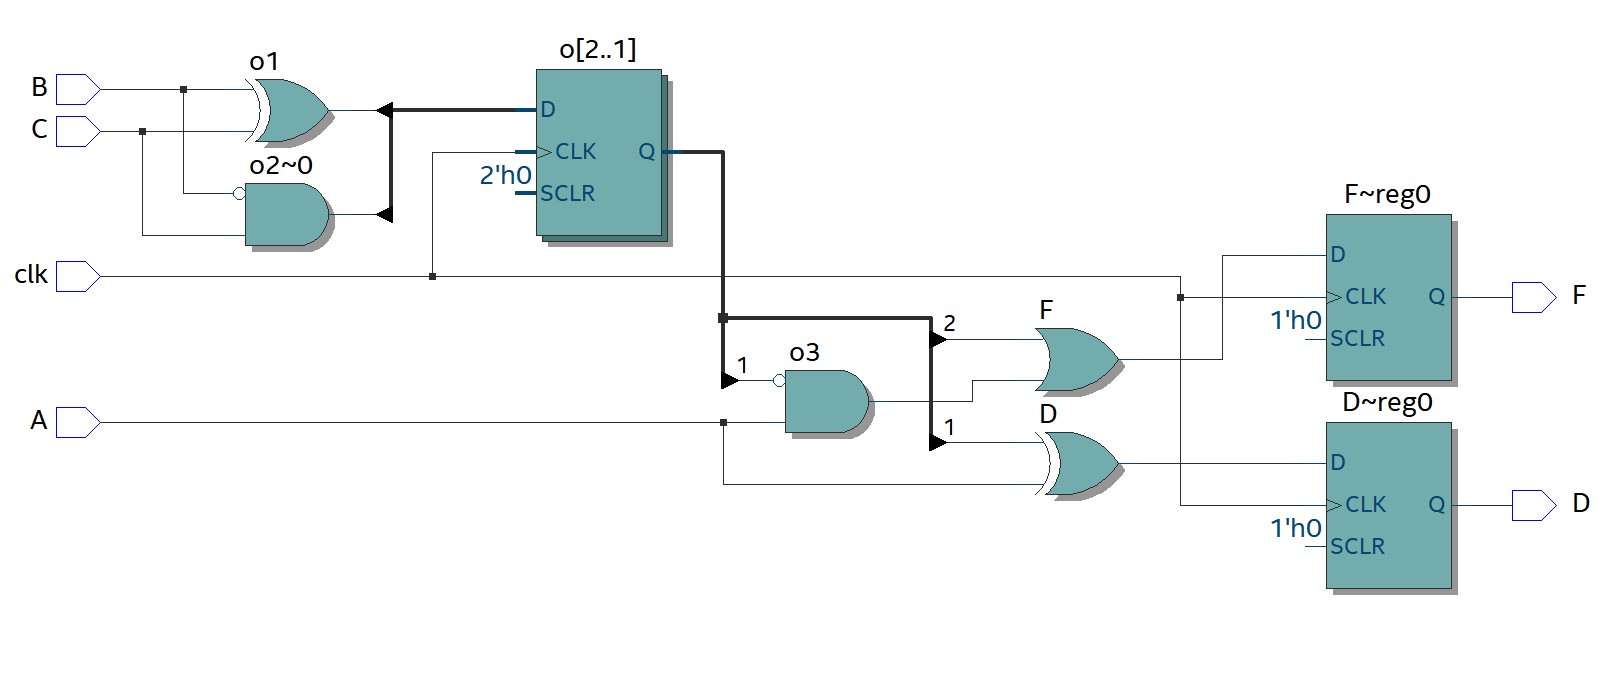 o1
o[2..1]
B
C
D
CLK
Q
2'h0
SCLR
o2~0
clk
F~reg0
D
CLK
Q
F
1'h0
SCLR
F
2
o3
1
A
D
1
D~reg0
D
CLK
Q
D
1'h0
SCLR